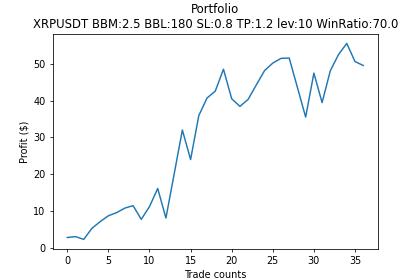 Portfolio
XRPUSDT BBM:2.5 BBL:180 SL:0.8 TP:1.2 lev:10 WinRatio:70.0
Profit ($)
50
40
30
20
10
0
0 5 10 15 20 25 30 35
Trade counts